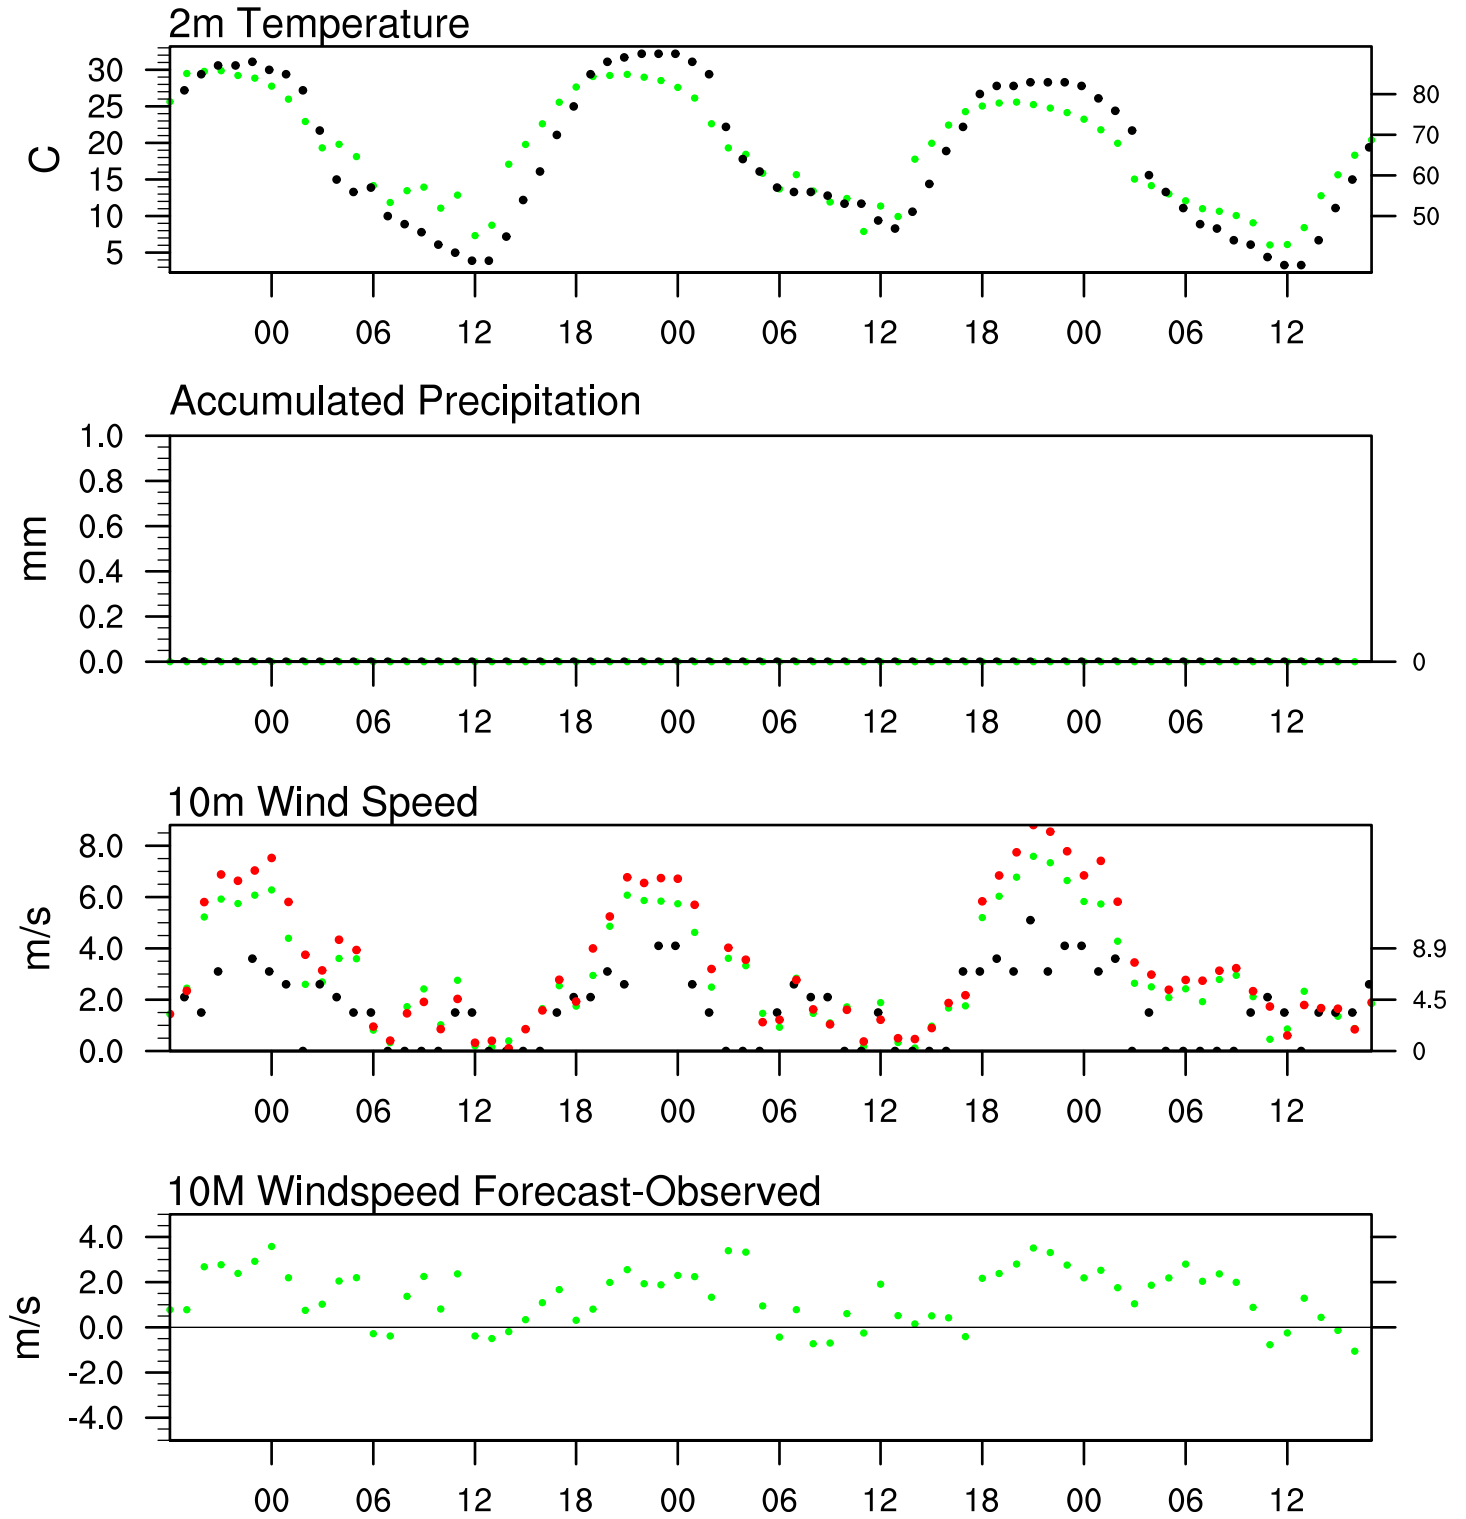 2m Temperature
30
25
20
15
10
5
C
80
70
60
50
00 06 12 18 00 06 12 18 00 06 12
Accumulated Precipitation
1.0
0.8
0.6
0.4
0.2
0.0
mm
0
00 06 12 18 00 06 12 18 00 06 12
10m Wind Speed
8.0
6.0
4.0
2.0
0.0
m/s
8.9
4.5
0
00 06 12 18 00 06 12 18 00 06 12
10M Windspeed Forecast-Observed
4.0
2.0
0.0
-2.0
-4.0
m/s
00 06 12 18 00 06 12 18 00 06 12